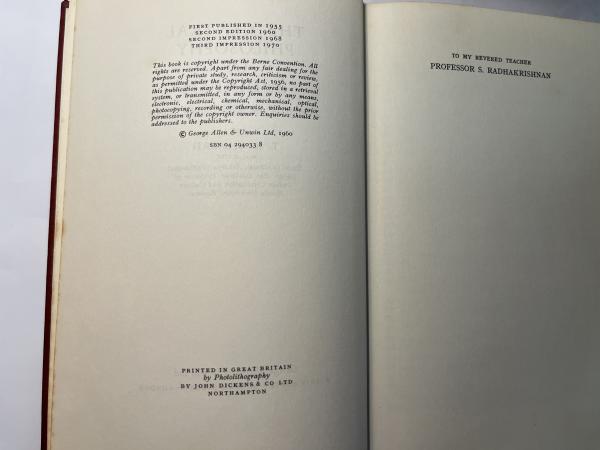 FIRST PUBLISHED IN 1955
SECOND EDITION 1960
SECOND IMPRESSION 1968
THIRD IMPRESSION 1970
This book is copyright under the Berne Convention. All
rights are reserved. Apart from any fair dealing for the
purpose of private study, research, criticism or review,
as permitted under the Copyright Act, 1956, no part of
this publication may be reproduced, stored in a retrieval
system, or transmitted, in any form or by any means,
electronic, electrical, chemical, mechanical, optical,
photocopying, recording or otherwise, without the prior
permission of the copyright owner. Enquiries should be
addressed to the publishers.
© George Allen & Unwin Ltd, 1960
SBN 04 294033 8
PRINTED IN GREAT BRITAIN
by Photolithography
BY JOHN DICKENS & CO LTD
NORTHAMPTON
TO MY REVERED TEACHER
PROFESSOR S. RADHAKRISHNAN